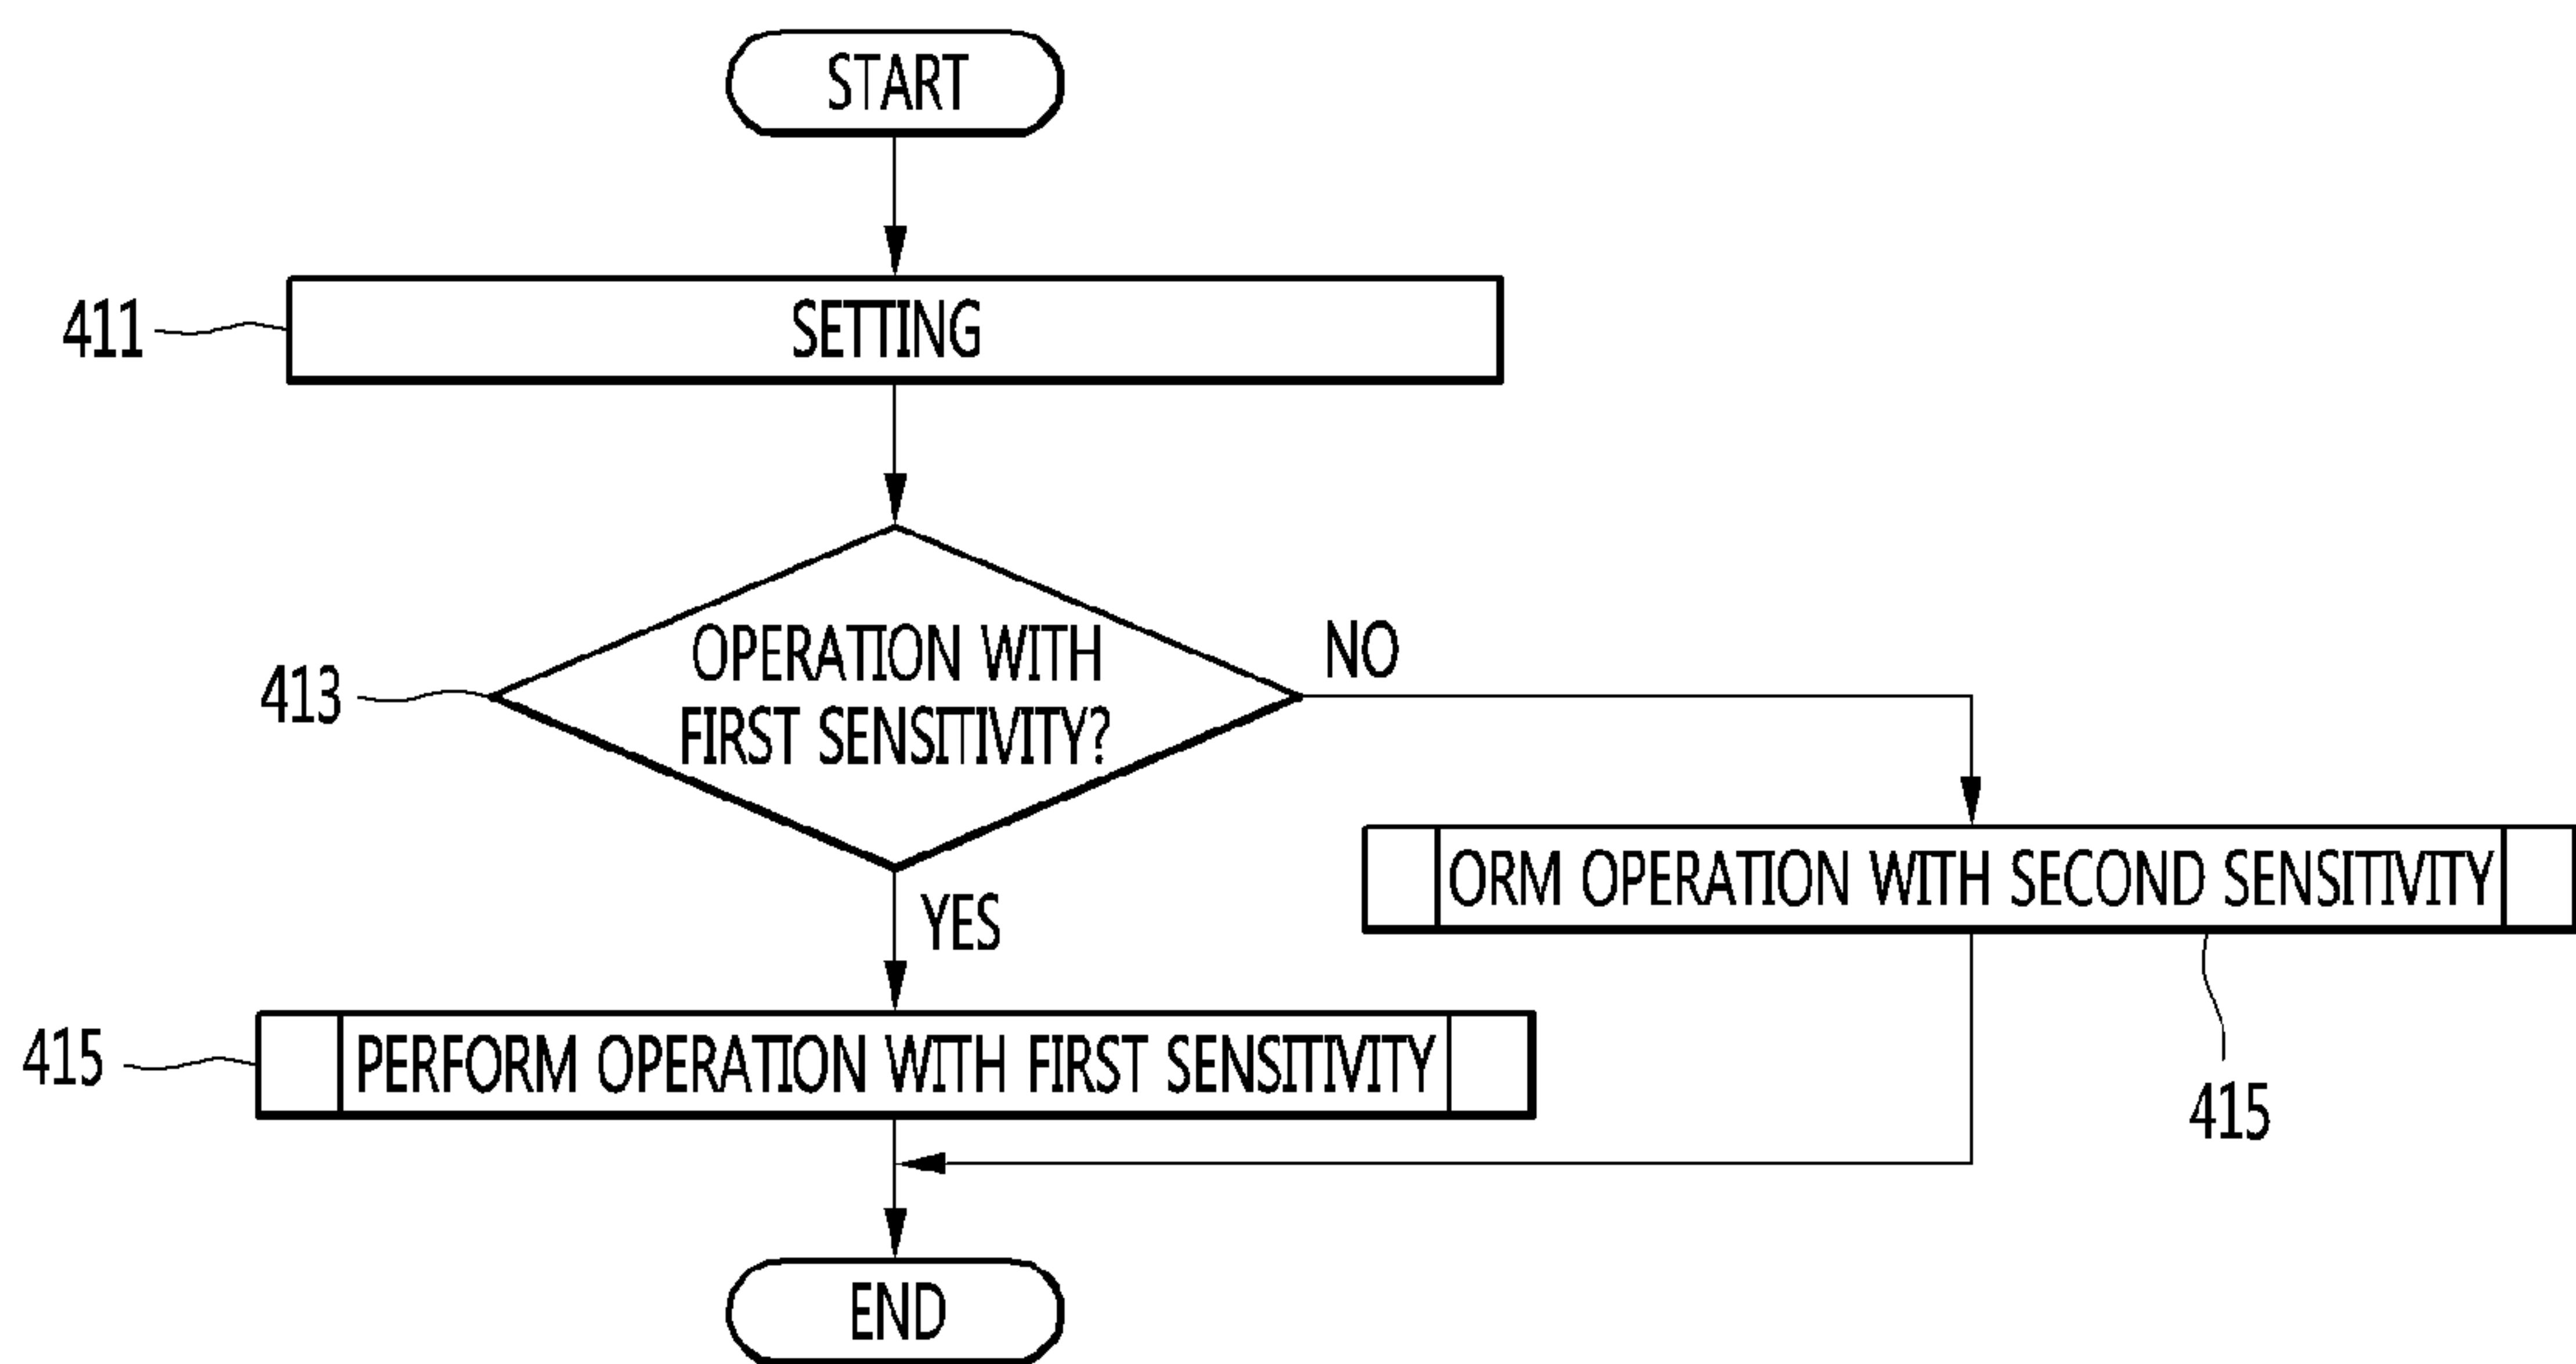 START
411
SETTING
413
OPERATION WITH
FIRST SENSITIVITY?
NO
YES
ORM OPERATION WITH SECOND SENSITIVITY
415
415
PERFORM OPERATION WITH FIRST SENSITIVITY
END